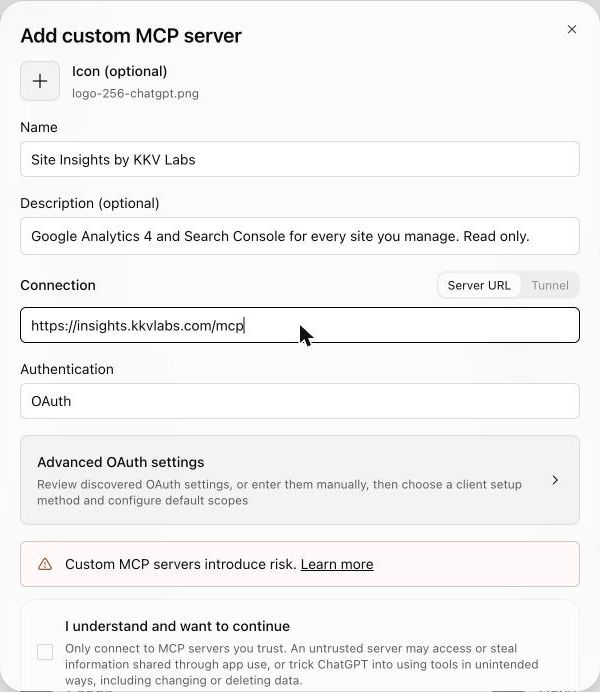 Add custom MCP server
Icon (optional)
logo-256-chatgpt.png
Name
Site Insights by KKV Labs
Description (optional)
Google Analytics 4 and Search Console for every site you manage. Read only.
Connection
Server URL
Tunnel
https://insights.kkvlabs.com/mcp
Authentication
OAuth
Advanced OAuth settings
Review discovered OAuth settings, or enter them manually, then choose a client setup
method and configure default scopes
Custom MCP servers introduce risk. Learn more
I understand and want to continue
Only connect to MCP servers you trust. An untrusted server may access or steal
information shared through app use, or trick ChatGPT into using tools in unintended
ways, including changing or deleting data.